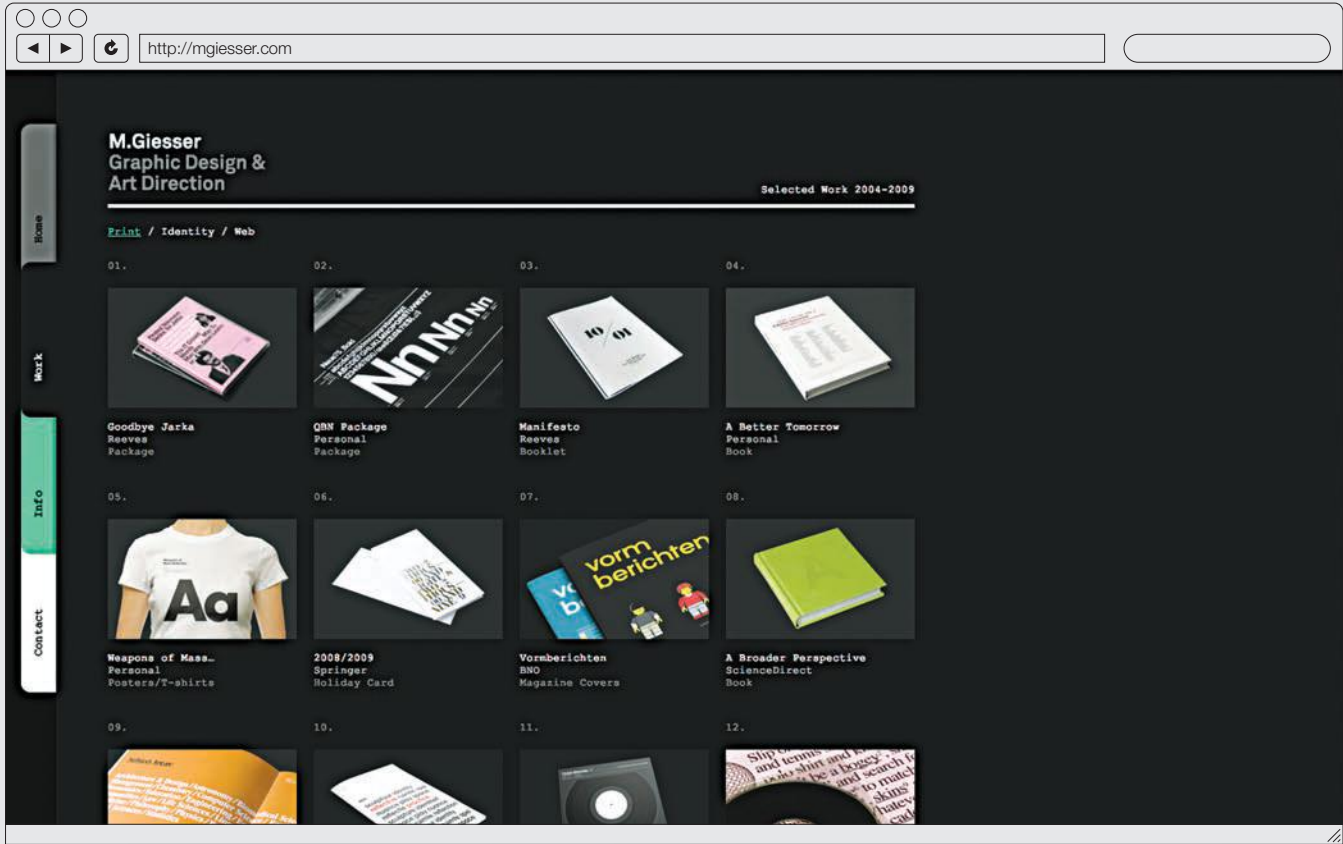 http://mgiesser.com
M.Giesser
Graphic Design &
Art Direction
Selected Work 2004-2009
Home
Work
Info
Contact
Print / Identity / Web
01.
02.
03.
04.
NnNnNn
10/01
Goodbye Jarka
Reeves
Package
QBN Package
Personal
Package
Manifesto
Reeves
Booklet
A Better Tomorrow
Personal
Book
05.
06.
07.
08.
Aa
vorm
berichten
A
Weapons of Mass…
Personal
Posters/T-shirts
2008/2009
Springer
Holiday Card
Vormberichten
BNO
Magazine Covers
A Broader Perspective
ScienceDirect
Book
09.
10.
11.
12.